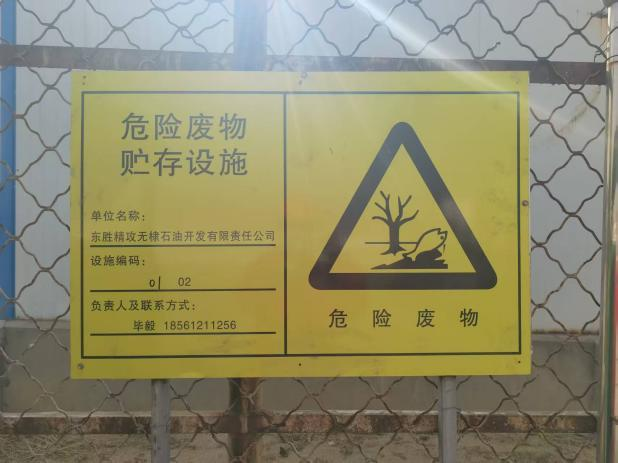 危险废物
贮存设施
单位名称：
东胜精攻无棣石油开发有限责任公司
设施编码：
01 02
负责人及联系方式：
毕毅 18561211256
危险废物